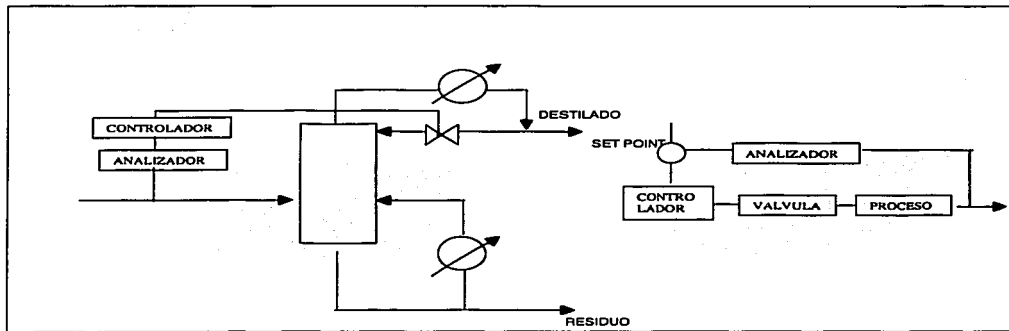 CONTROLADOR
ANALIZADOR
DESTILADO
RESIDUO
SET POINT
ANALIZADOR
CONTRO
LADOR
VALVULA
PROCESO